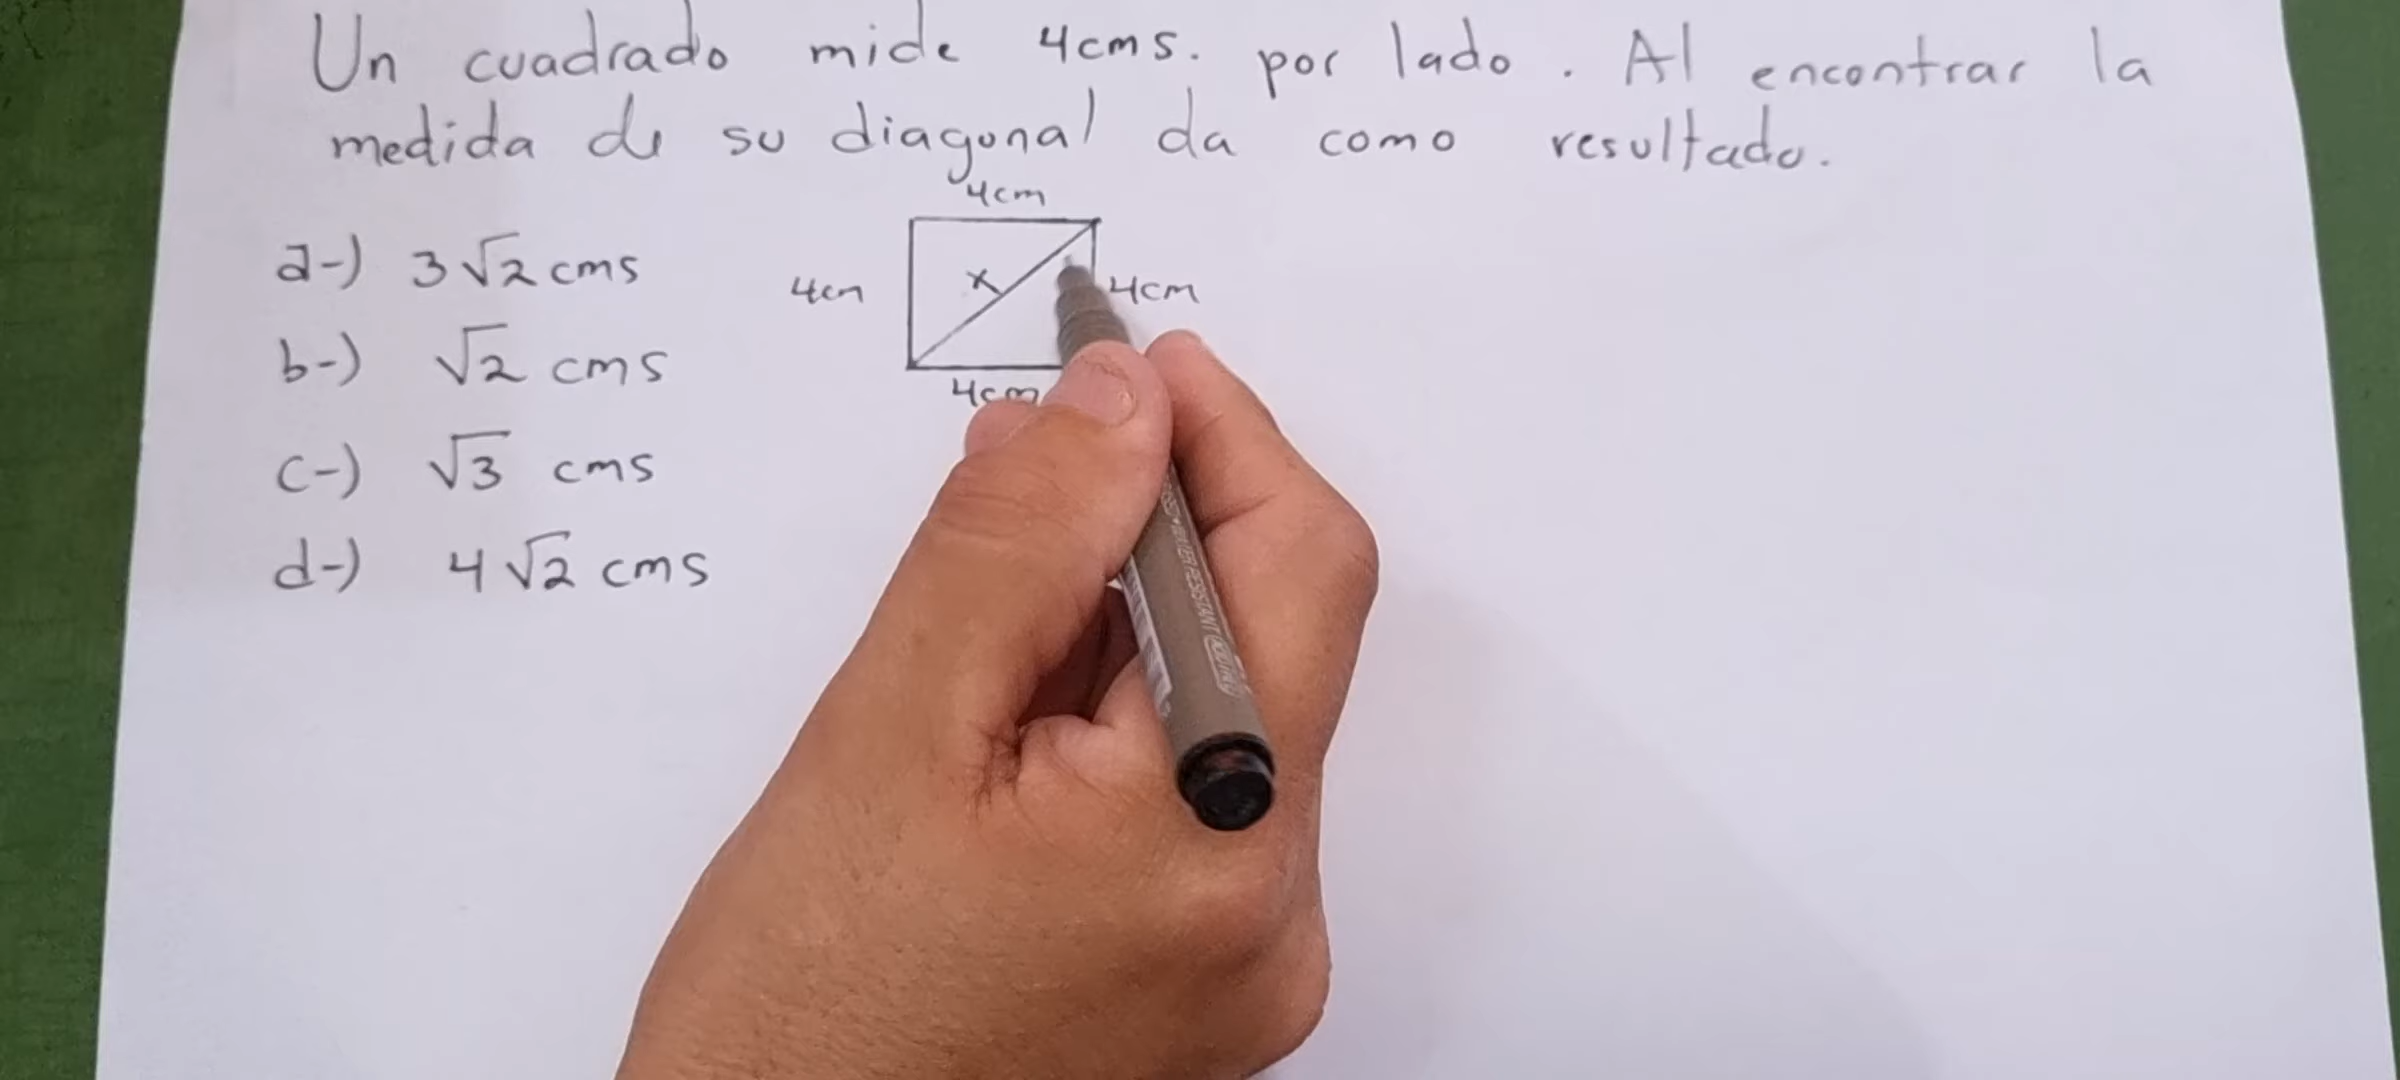 Un cuadrado mide 4cms. por lado. Al encontrar la
medida de su diagonal da como resultado.
4cm
a-) 3√2 cms
x
4cm
4cm
b-) √2 cms
4cm
c-) √3 cms
d-) 4√2 cms